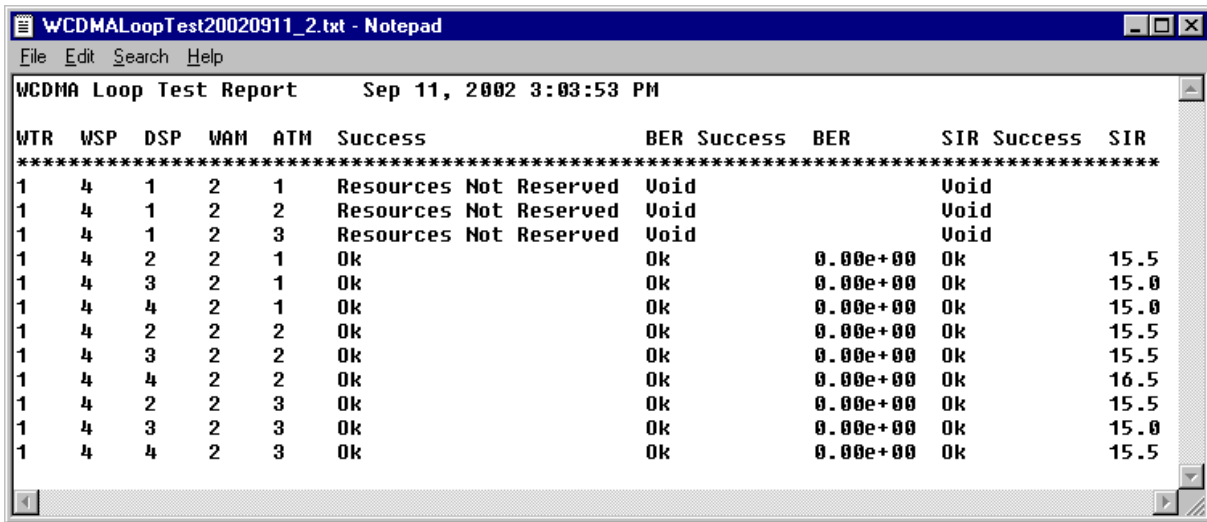 WCDMALoopTest20020911_2.txt - Notepad
File Edit Search Help
WCDMA Loop Test Report Sep 11, 2002 3:03:53 PM
WTR WSP DSP WAM ATM Success BER Success BER SIR Success SIR
*****************************************************************************************
1 4 1 2 1 Resources Not Reserved Void Void
1 4 1 2 2 Resources Not Reserved Void Void
1 4 1 2 3 Resources Not Reserved Void Void
1 4 2 2 1 Ok Ok 0.00e+00 Ok 15.5
1 4 3 2 1 Ok Ok 0.00e+00 Ok 15.0
1 4 4 2 1 Ok Ok 0.00e+00 Ok 15.0
1 4 2 2 2 Ok Ok 0.00e+00 Ok 15.5
1 4 3 2 2 Ok Ok 0.00e+00 Ok 15.5
1 4 4 2 2 Ok Ok 0.00e+00 Ok 16.5
1 4 2 2 3 Ok Ok 0.00e+00 Ok 15.5
1 4 3 2 3 Ok Ok 0.00e+00 Ok 15.0
1 4 4 2 3 Ok Ok 0.00e+00 Ok 15.5